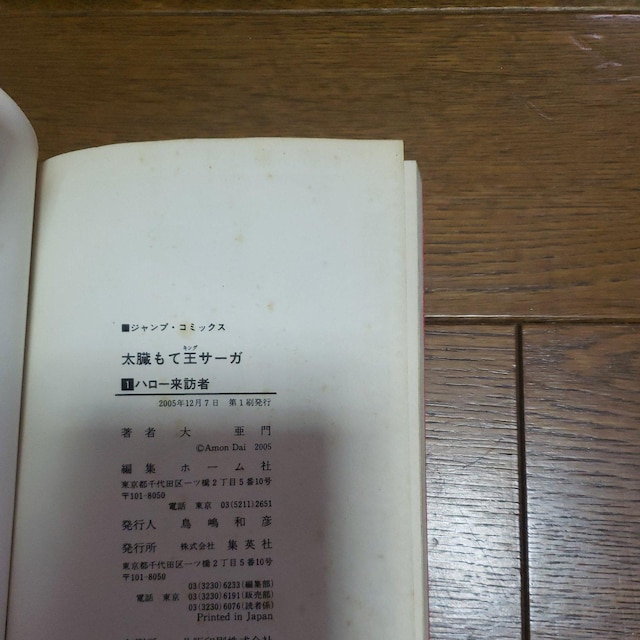 ■ジャンプ・コミックス
キング
太臓もて王サーガ
1 ハロー来訪者
2005年12月7日 第1刷発行
著者 大亜門
©Amon Dai 2005
編集 ホーム社
東京都千代田区一ツ橋2丁目5番10号
〒101-8050
電話 東京 03(5211)2651
発行人 鳥嶋和彦
発行所 株式会社 集英社
東京都千代田区一ツ橋2丁目5番10号
〒101-8050
03(3230)6233(編集部)
電話 東京 03(3230)6191(販売部)
03(3230)6076(読者係)
Printed in Japan